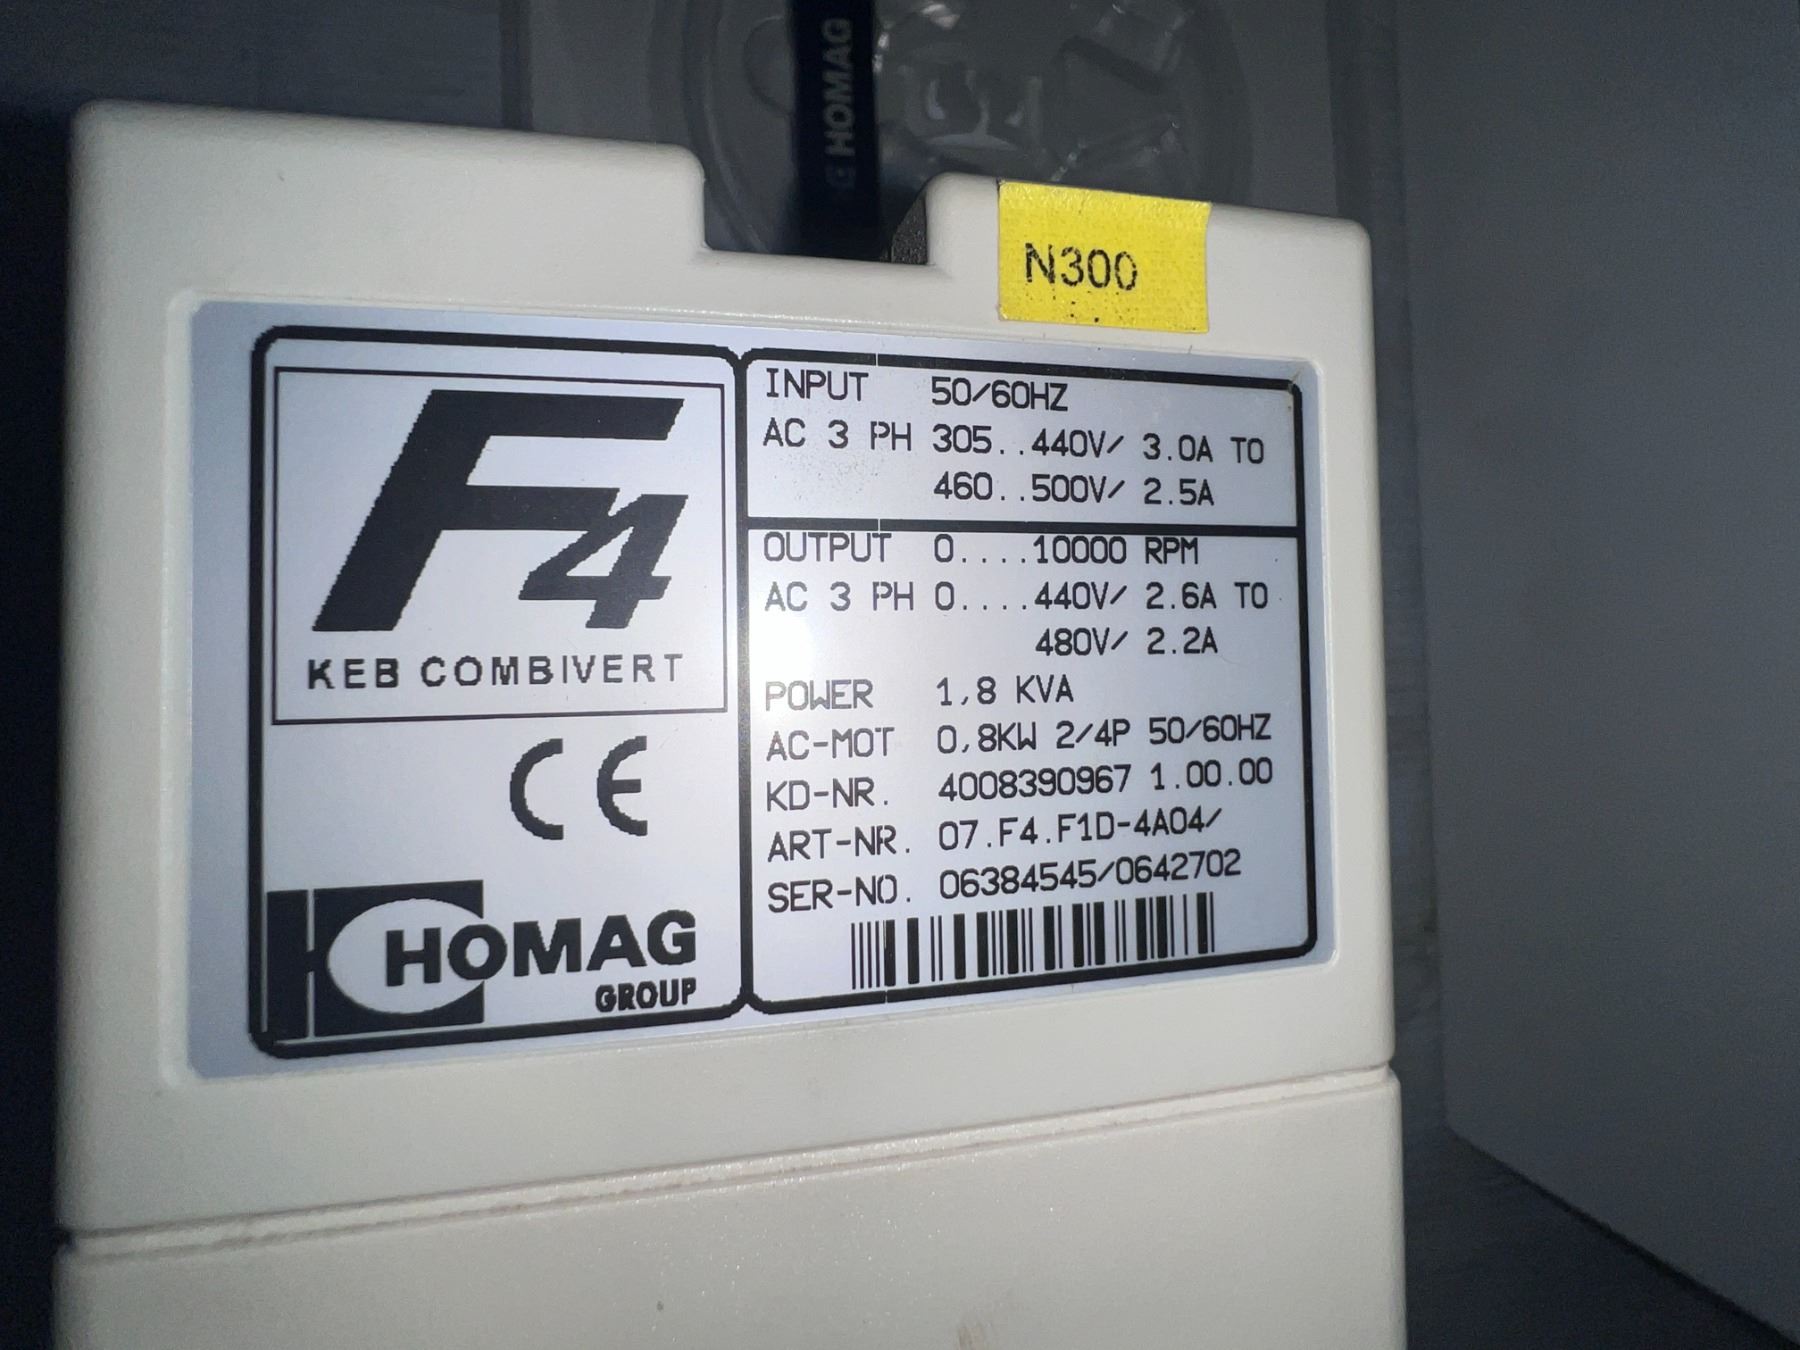 HOMAG
N300
F4
KEB COMBIVERT
CE
HOMAG
GROUP
INPUT 50/60HZ
AC 3 PH 305..440V/ 3.0A TO
460..500V/ 2.5A
OUTPUT 0....10000 RPM
AC 3 PH 0....440V/ 2.6A TO
480V/ 2.2A
POWER 1,8 KVA
AC-MOT 0,8KW 2/4P 50/60HZ
KD-NR. 4008390967 1.00.00
ART-NR. 07.F4.F1D-4A04/
SER-NO. 06384545/0642702